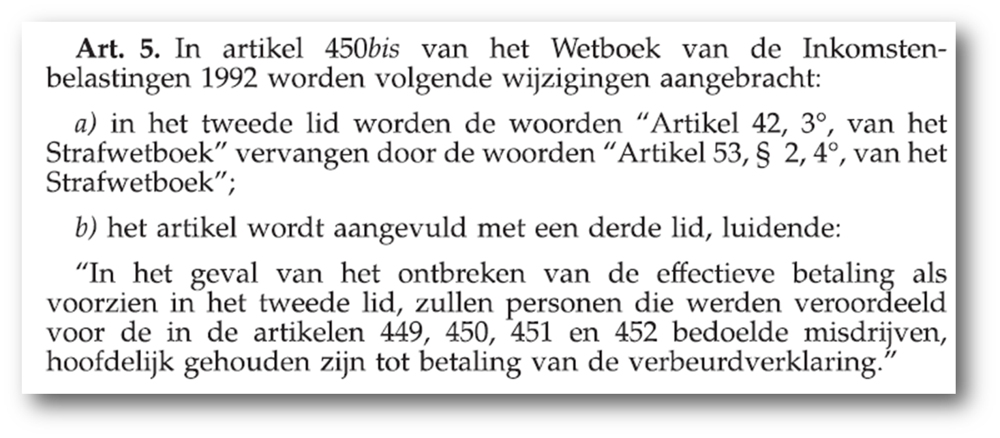 Art. 5. In artikel 450bis van het Wetboek van de Inkomsten-
belastingen 1992 worden volgende wijzigingen aangebracht:
a) in het tweede lid worden de woorden “Artikel 42, 3°, van het
Strafwetboek” vervangen door de woorden “Artikel 53, § 2, 4°, van het
Strafwetboek”;
b) het artikel wordt aangevuld met een derde lid, luidende:
“In het geval van het ontbreken van de effectieve betaling als
voorzien in het tweede lid, zullen personen die werden veroordeeld
voor de in de artikelen 449, 450, 451 en 452 bedoelde misdrijven,
hoofdelijk gehouden zijn tot betaling van de verbeurdverklaring.”